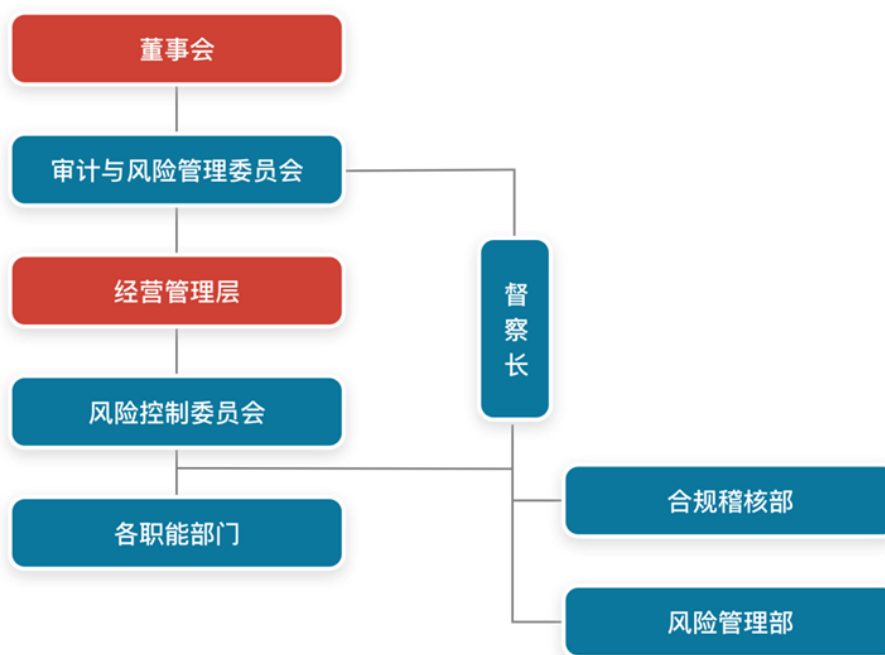 董事会
审计与风险管理委员会
经营管理层
督察长
风险控制委员会
合规稽核部
各职能部门
风险管理部